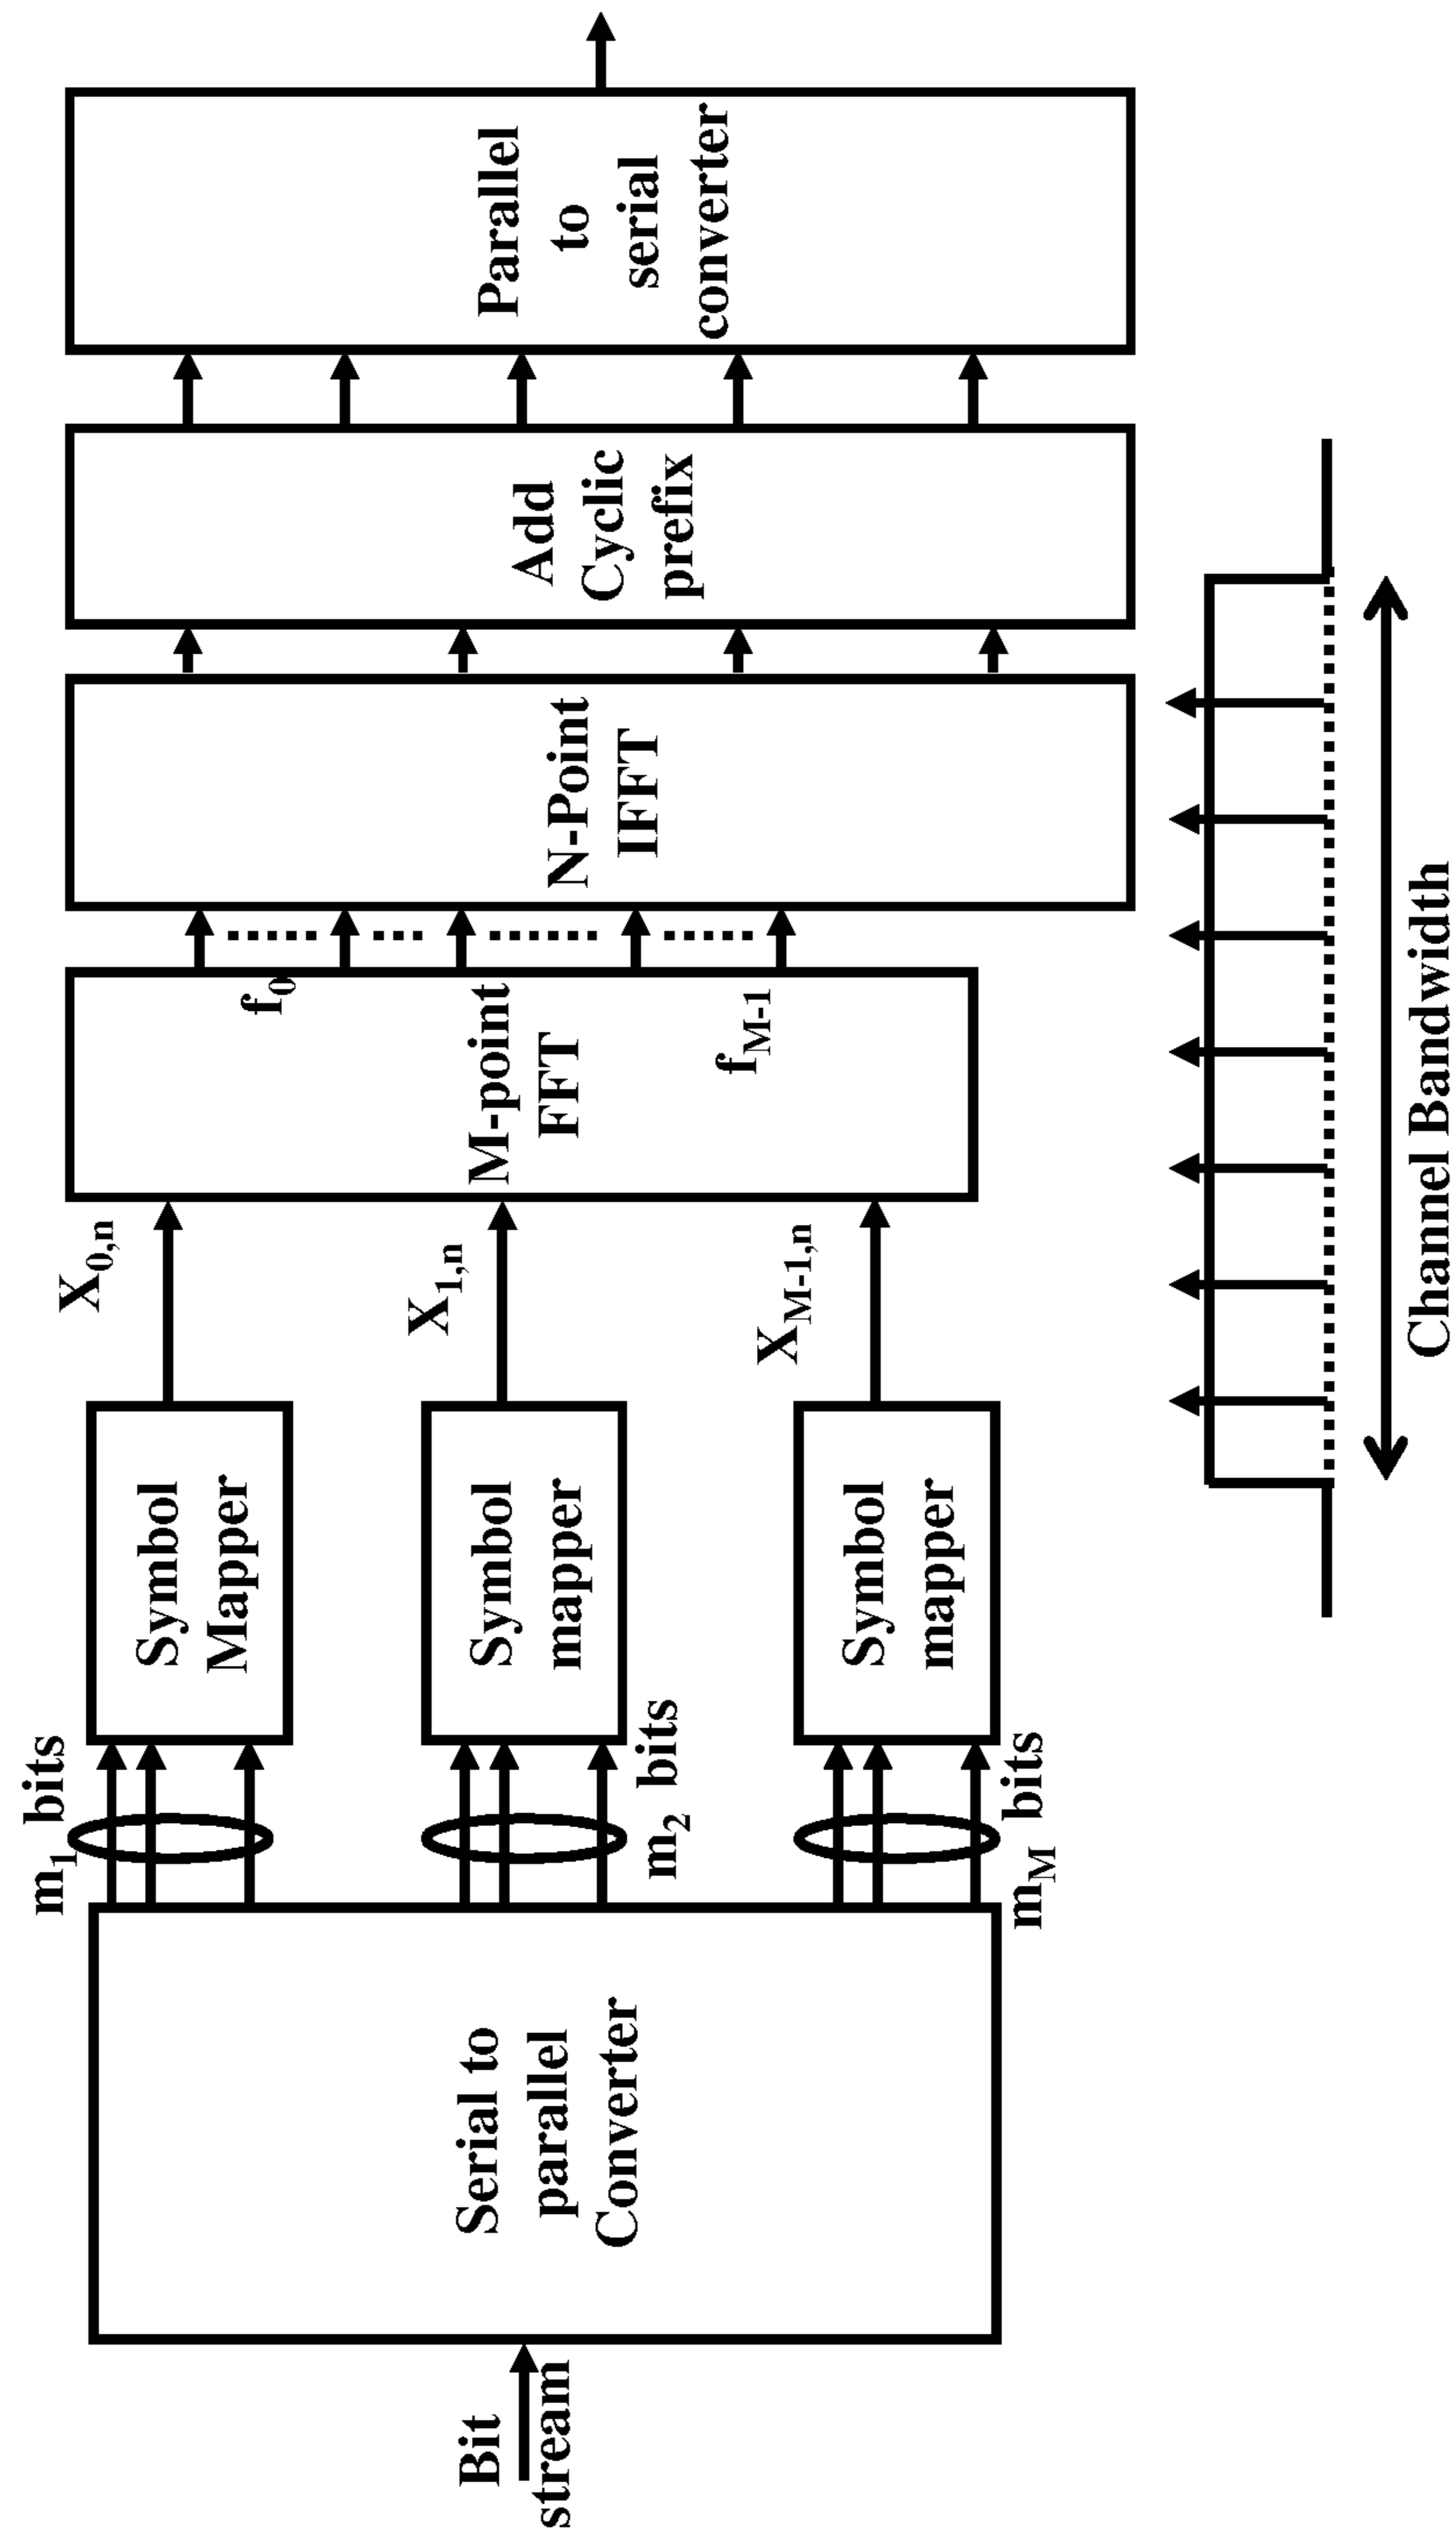 Bit
stream
Serial to
parallel
Converter
m1 bits
m2 bits
mM bits
Symbol
Mapper
Symbol
mapper
Symbol
mapper
X0,n
X1,n
XM-1,n
M-point
FFT
f0
fM-1
N-Point
IFFT
Add
Cyclic
prefix
Parallel
to
serial
converter
Channel Bandwidth